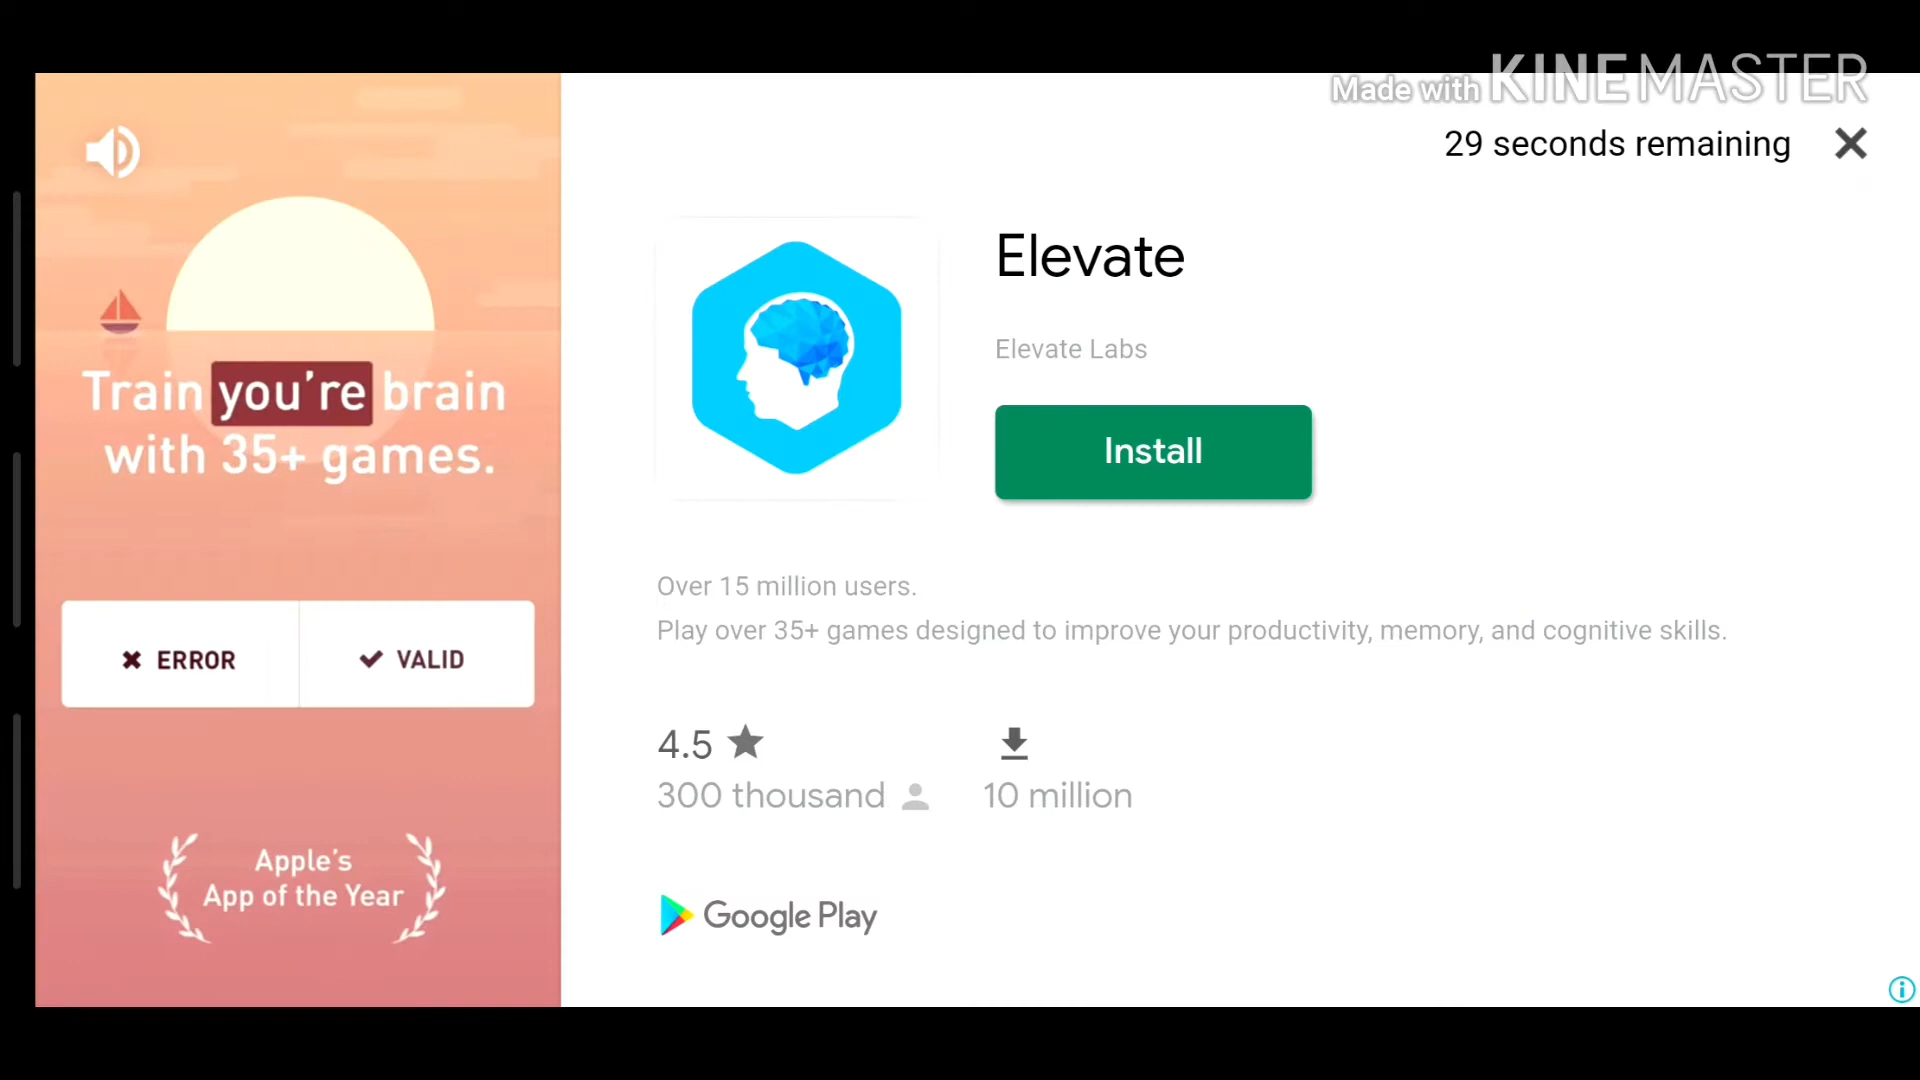 Made with KINEMASTER
29 seconds remaining
Train you're brain
with 35+ games.
ERROR
VALID
Apple's
App of the Year
Elevate
Elevate Labs
Install
Over 15 million users.
Play over 35+ games designed to improve your productivity, memory, and cognitive skills.
4.5
300 thousand
10 million
Google Play